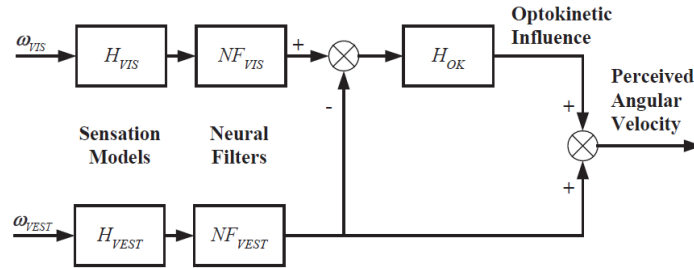 Optokinetic
Influence
ω_VIS
H_VIS
NF_VIS
+
H_OK
Perceived
Angular
Velocity
-
+
Sensation
Models
Neural
Filters
+
ω_VEST
H_VEST
NF_VEST